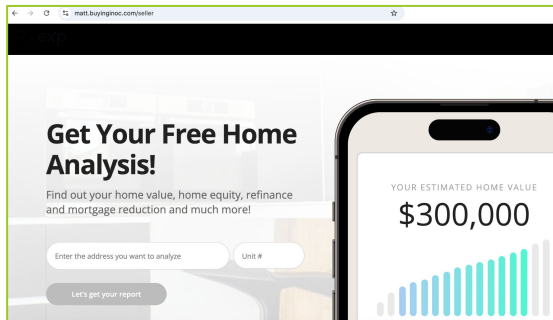 matt.buyinginoc.com/seller
exp
Get Your Free Home
Analysis!
Find out your home value, home equity, refinance
and mortgage reduction and much more!
Enter the address you want to analyze
Unit #
Let's get your report
YOUR ESTIMATED HOME VALUE
$300,000